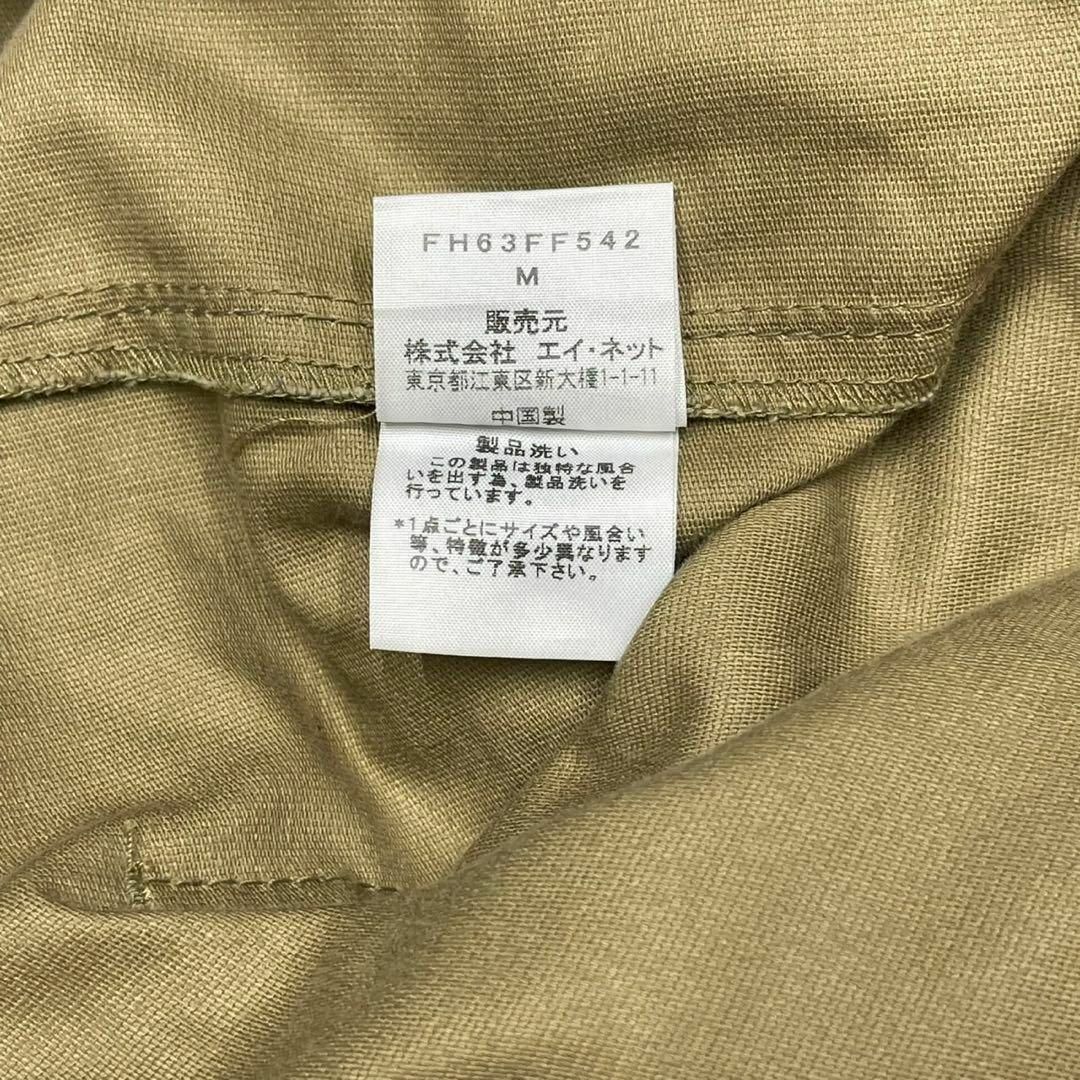 FH63FF542
M
販売元
株式会社 エイ・ネット
東京都江東区新大橋1-1-11
中国製
製品洗い
この製品は独特な風合
いを出す為、製品洗いを
行っています。
*1点ごとにサイズや風合い
等、特徴が多少異なります
ので、ご了承下さい。